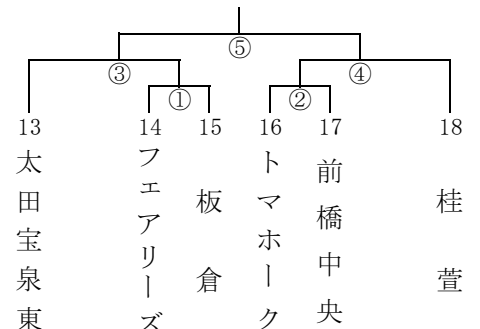 ⑤
③ ④
① ②
13 14 15 16 17 18
太田宝泉東
フェアリーズ
板倉
トマホーク
前橋中央
桂萱